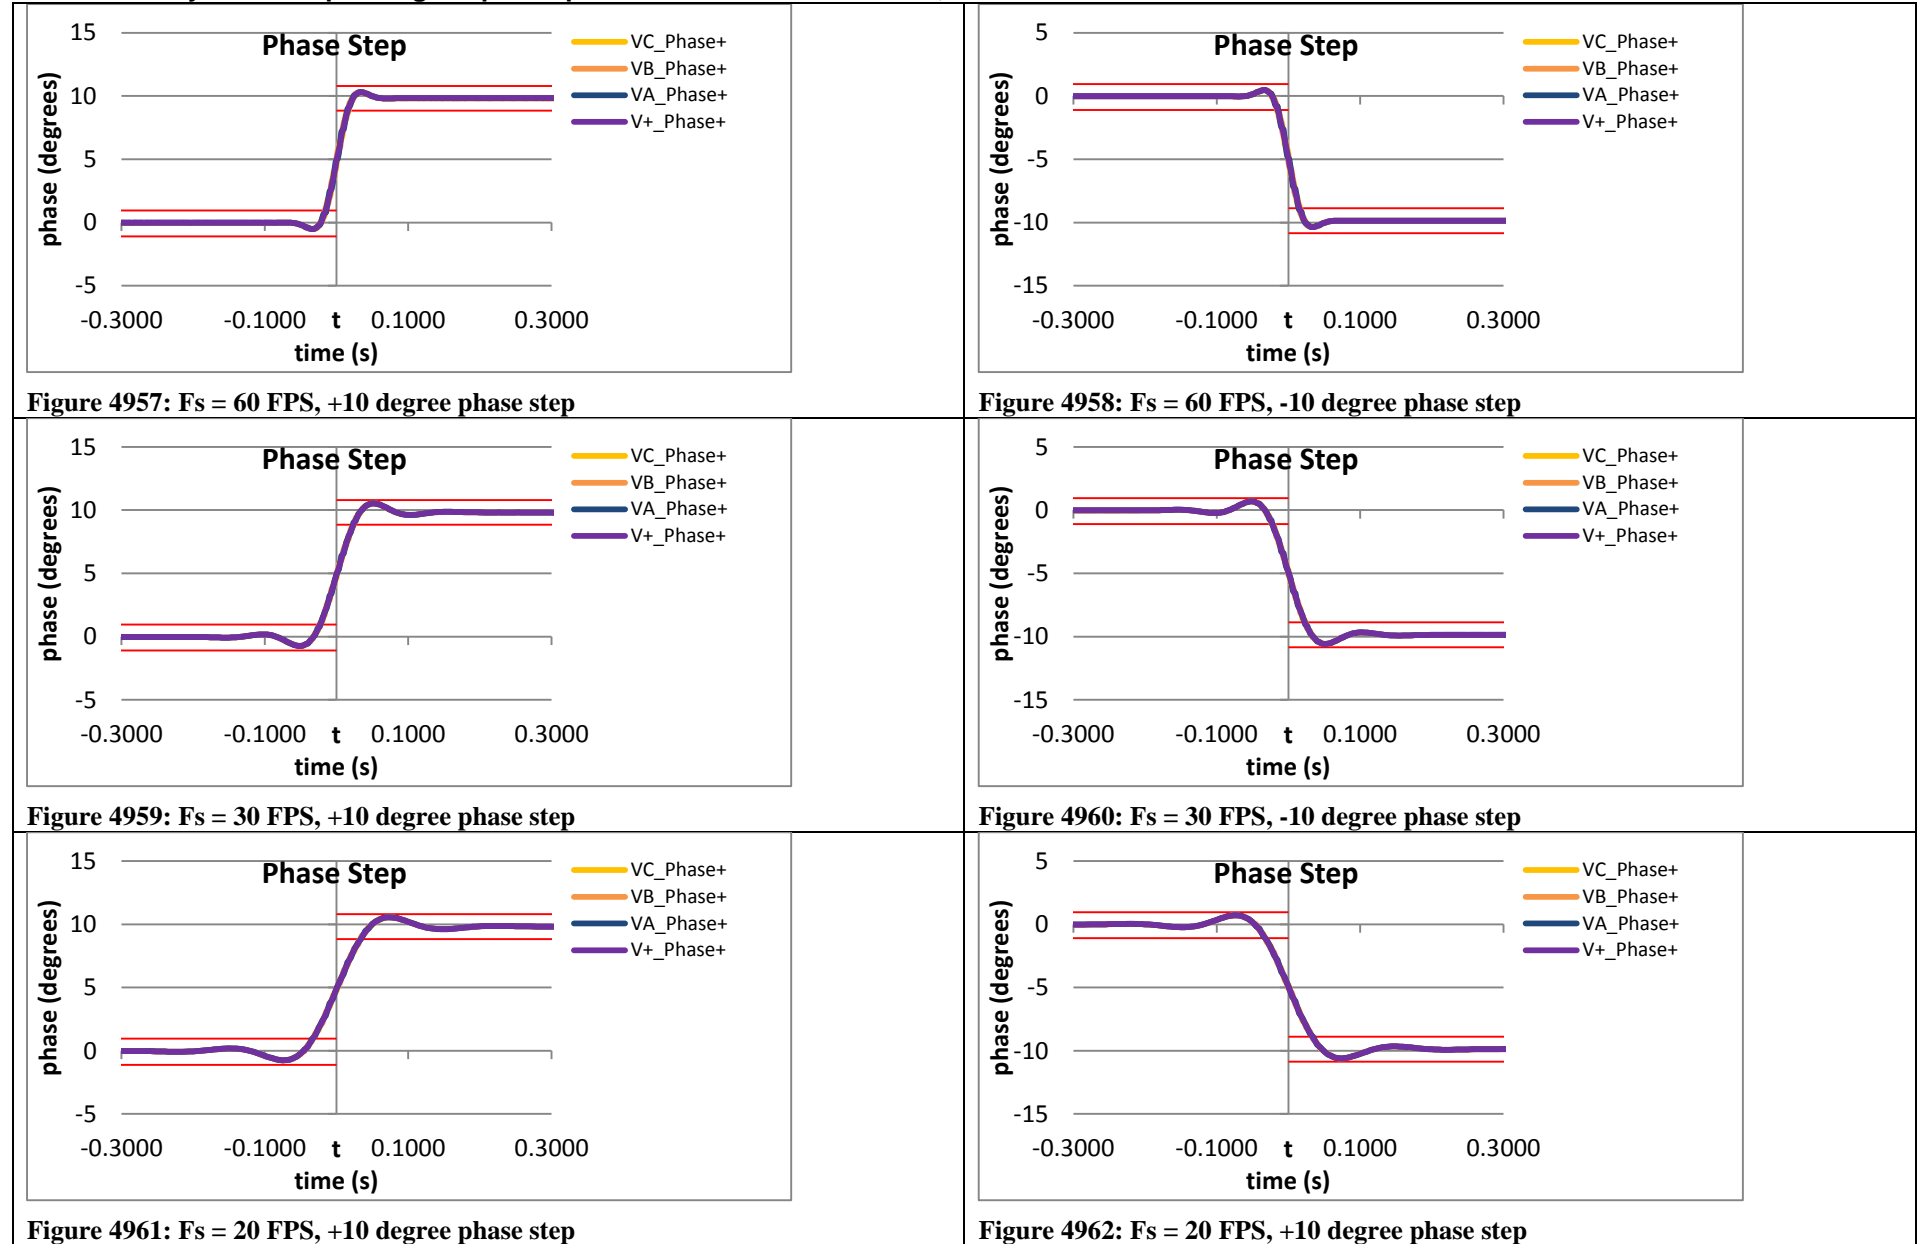 15
10
5
0
-5
Phase Step
phase (degrees)
VC_Phase+
VB_Phase+
VA_Phase+
V+_Phase+
-0.3000 -0.1000 t 0.1000 0.3000
time (s)
Figure 4957: Fs = 60 FPS, +10 degree phase step
5
0
-5
-10
-15
Phase Step
phase (degrees)
VC_Phase+
VB_Phase+
VA_Phase+
V+_Phase+
-0.3000 -0.1000 t 0.1000 0.3000
time (s)
Figure 4958: Fs = 60 FPS, -10 degree phase step
15
10
5
0
-5
Phase Step
phase (degrees)
VC_Phase+
VB_Phase+
VA_Phase+
V+_Phase+
-0.3000 -0.1000 t 0.1000 0.3000
time (s)
Figure 4959: Fs = 30 FPS, +10 degree phase step
5
0
-5
-10
-15
Phase Step
phase (degrees)
VC_Phase+
VB_Phase+
VA_Phase+
V+_Phase+
-0.3000 -0.1000 t 0.1000 0.3000
time (s)
Figure 4960: Fs = 30 FPS, -10 degree phase step
15
10
5
0
-5
Phase Step
phase (degrees)
VC_Phase+
VB_Phase+
VA_Phase+
V+_Phase+
-0.3000 -0.1000 t 0.1000 0.3000
time (s)
Figure 4961: Fs = 20 FPS, +10 degree phase step
5
0
-5
-10
-15
Phase Step
phase (degrees)
VC_Phase+
VB_Phase+
VA_Phase+
V+_Phase+
-0.3000 -0.1000 t 0.1000 0.3000
time (s)
Figure 4962: Fs = 20 FPS, +10 degree phase step